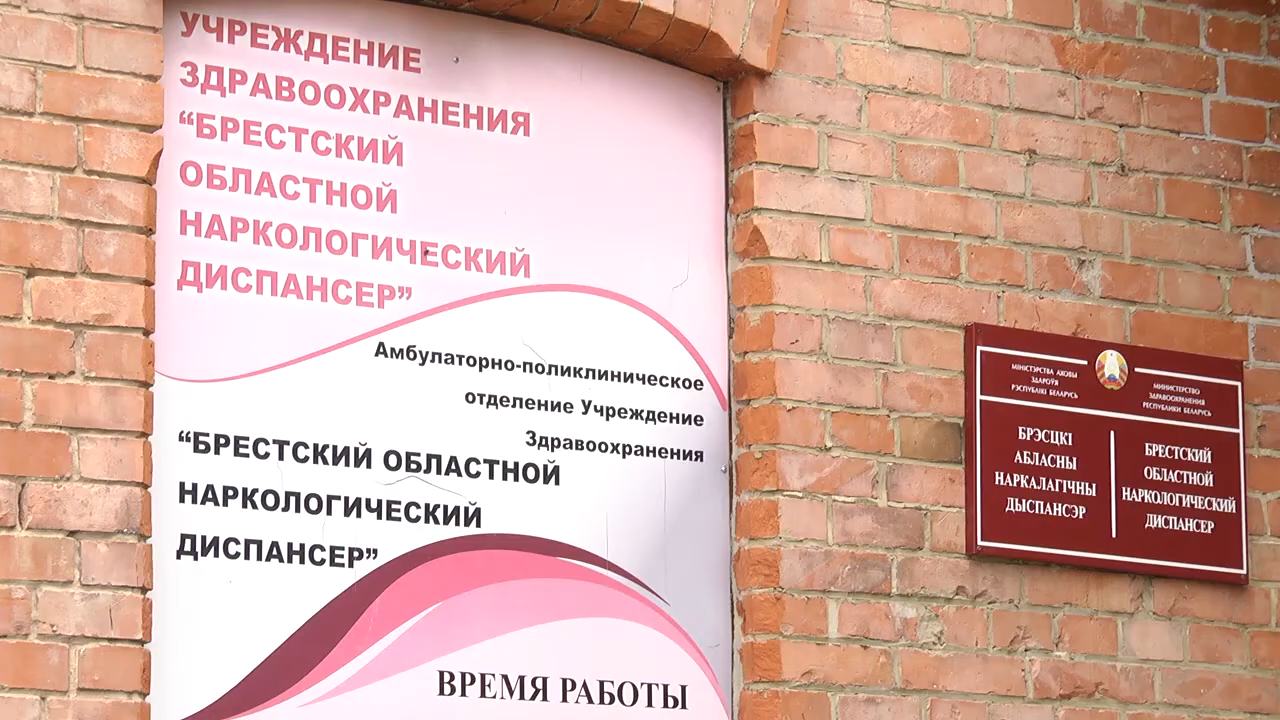 УЧРЕЖДЕНИЕ
ЗДРАВООХРАНЕНИЯ
“БРЕСТСКИЙ
ОБЛАСТНОЙ
НАРКОЛОГИЧЕСКИЙ
ДИСПАНСЕР”
Амбулаторно-поликлиническое
отделение Учреждение
Здравоохранения
“БРЕСТСКИЙ ОБЛАСТНОЙ
НАРКОЛОГИЧЕСКИЙ
ДИСПАНСЕР”
ВРЕМЯ РАБОТЫ
МІНІСТЭРСТВА АХОВЫ
ЗДАРОЎЯ
РЭСПУБЛІКІ БЕЛАРУСЬ
БРЭСЦКІ
АБЛАСНЫ
НАРКАЛАГІЧНЫ
ДЫСПАНСЭР
МИНИСТЕРСТВО
ЗДРАВООХРАНЕНИЯ
РЕСПУБЛИКИ БЕЛАРУСЬ
БРЕСТСКИЙ
ОБЛАСТНОЙ
НАРКОЛОГИЧЕСКИЙ
ДИСПАНСЕР